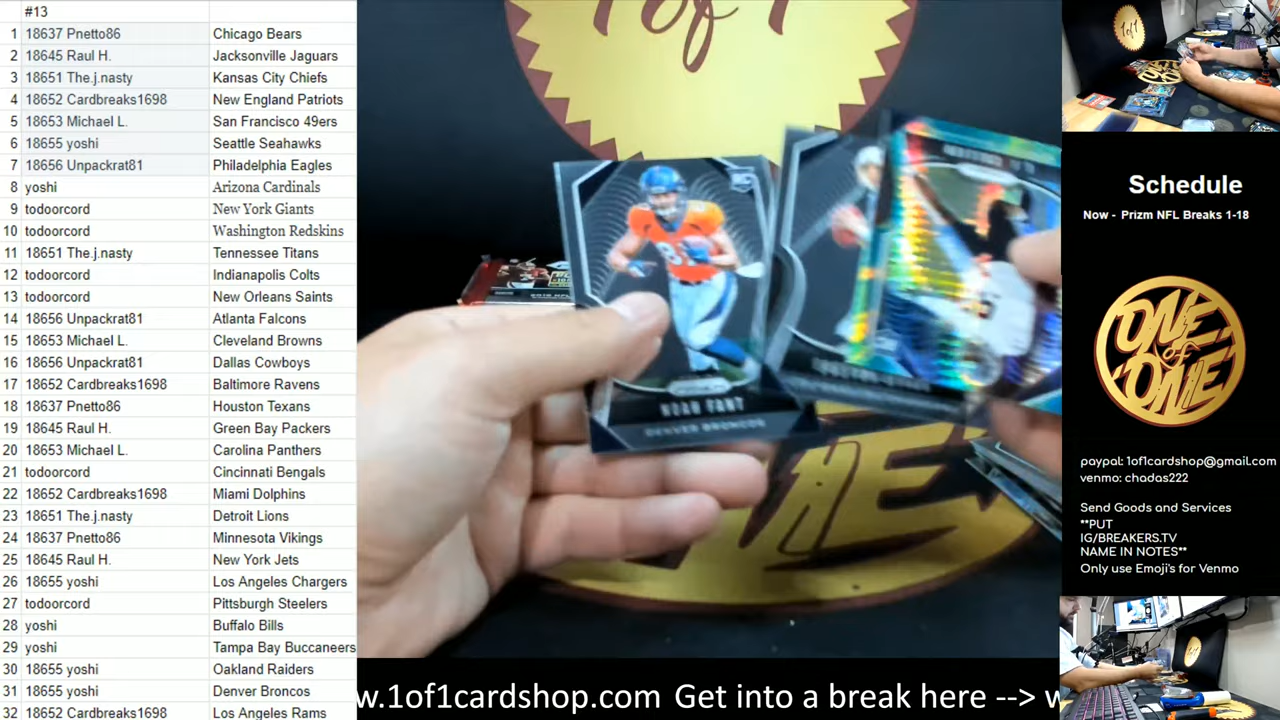 #13
1 18637 Pnetto86 Chicago Bears
2 18645 Raul H. Jacksonville Jaguars
3 18651 The.j.nasty Kansas City Chiefs
4 18652 Cardbreaks1698 New England Patriots
5 18653 Michael L. San Francisco 49ers
6 18655 yoshi Seattle Seahawks
7 18656 Unpackrat81 Philadelphia Eagles
8 yoshi Arizona Cardinals
9 todoorcord New York Giants
10 todoorcord Washington Redskins
11 18651 The.j.nasty Tennessee Titans
12 todoorcord Indianapolis Colts
13 todoorcord New Orleans Saints
14 18656 Unpackrat81 Atlanta Falcons
15 18653 Michael L. Cleveland Browns
16 18656 Unpackrat81 Dallas Cowboys
17 18652 Cardbreaks1698 Baltimore Ravens
18 18637 Pnetto86 Houston Texans
19 18645 Raul H. Green Bay Packers
20 18653 Michael L. Carolina Panthers
21 todoorcord Cincinnati Bengals
22 18652 Cardbreaks1698 Miami Dolphins
23 18651 The.j.nasty Detroit Lions
24 18637 Pnetto86 Minnesota Vikings
25 18645 Raul H. New York Jets
26 18655 yoshi Los Angeles Chargers
27 todoorcord Pittsburgh Steelers
28 yoshi Buffalo Bills
29 yoshi Tampa Bay Buccaneers
30 18655 yoshi Oakland Raiders
31 18655 yoshi Denver Broncos
32 18652 Cardbreaks1698 Los Angeles Rams
1 of 1
RC
NOAH FANT
DENVER BRONCOS
HE
w.1of1cardshop.com Get into a break here --> w
Schedule
Now - Prizm NFL Breaks 1-18
ONE
of
ONE
paypal: 1of1cardshop@gmail.com
venmo: chadas222
Send Goods and Services
**PUT
IG/BREAKERS.TV
NAME IN NOTES**
Only use Emoji's for Venmo